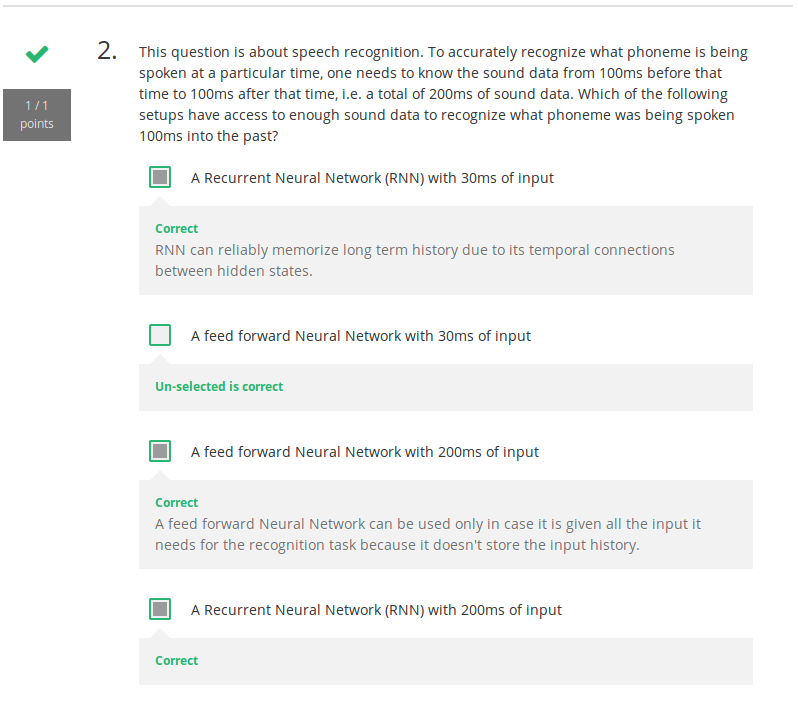 2.
This question is about speech recognition. To accurately recognize what phoneme is being
spoken at a particular time, one needs to know the sound data from 100ms before that
time to 100ms after that time, i.e. a total of 200ms of sound data. Which of the following
setups have access to enough sound data to recognize what phoneme was being spoken
100ms into the past?
1 / 1
points
A Recurrent Neural Network (RNN) with 30ms of input
Correct
RNN can reliably memorize long term history due to its temporal connections
between hidden states.
A feed forward Neural Network with 30ms of input
Un-selected is correct
A feed forward Neural Network with 200ms of input
Correct
A feed forward Neural Network can be used only in case it is given all the input it
needs for the recognition task because it doesn't store the input history.
A Recurrent Neural Network (RNN) with 200ms of input
Correct